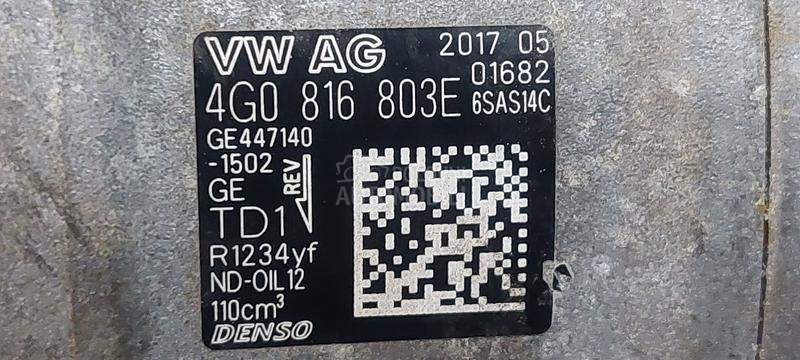 VW AG 2017 05
01682
4G0 816 803E 6SAS14C
GE447140
-1502
GE
REV
TD1
R1234yf
ND-OIL12
110cm³
DENSO